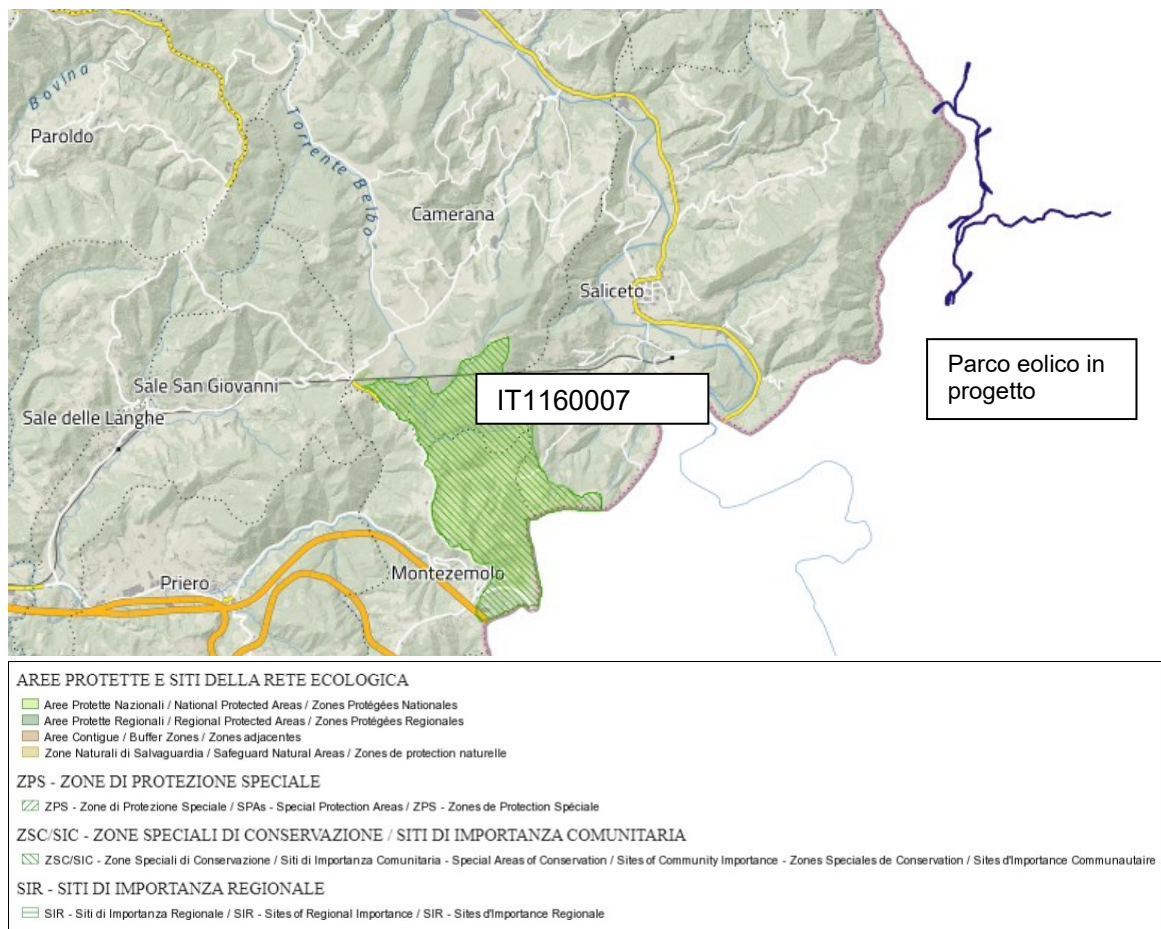 Bovina
Paroldo
Torrente Belbo
Camerana
Saliceto
Parco eolico in
progetto
IT1160007
Sale San Giovanni
Sale delle Langhe
Priero
Montezemolo
AREE PROTETTE E SITI DELLA RETE ECOLOGICA
Aree Protette Nazionali / National Protected Areas / Zones Protégées Nationales
Aree Protette Regionali / Regional Protected Areas / Zones Protégées Regionales
Aree Contigue / Buffer Zones / Zones adjacentes
Zone Naturali di Salvaguardia / Safeguard Natural Areas / Zones de protection naturelle
ZPS - ZONE DI PROTEZIONE SPECIALE
ZPS - Zone di Protezione Speciale / SPAs - Special Protection Areas / ZPS - Zones de Protection Spéciale
ZSC/SIC - ZONE SPECIALI DI CONSERVAZIONE / SITI DI IMPORTANZA COMUNITARIA
ZSC/SIC - Zone Speciali di Conservazione / Siti di Importanza Comunitaria - Special Areas of Conservation / Sites of Community Importance - Zones Speciales de Conservation / Sites d'Importance Communautaire
SIR - SITI DI IMPORTANZA REGIONALE
SIR - Siti di Importanza Regionale / SIR - Sites of Regional Importance / SIR - Sites d'Importance Regionale